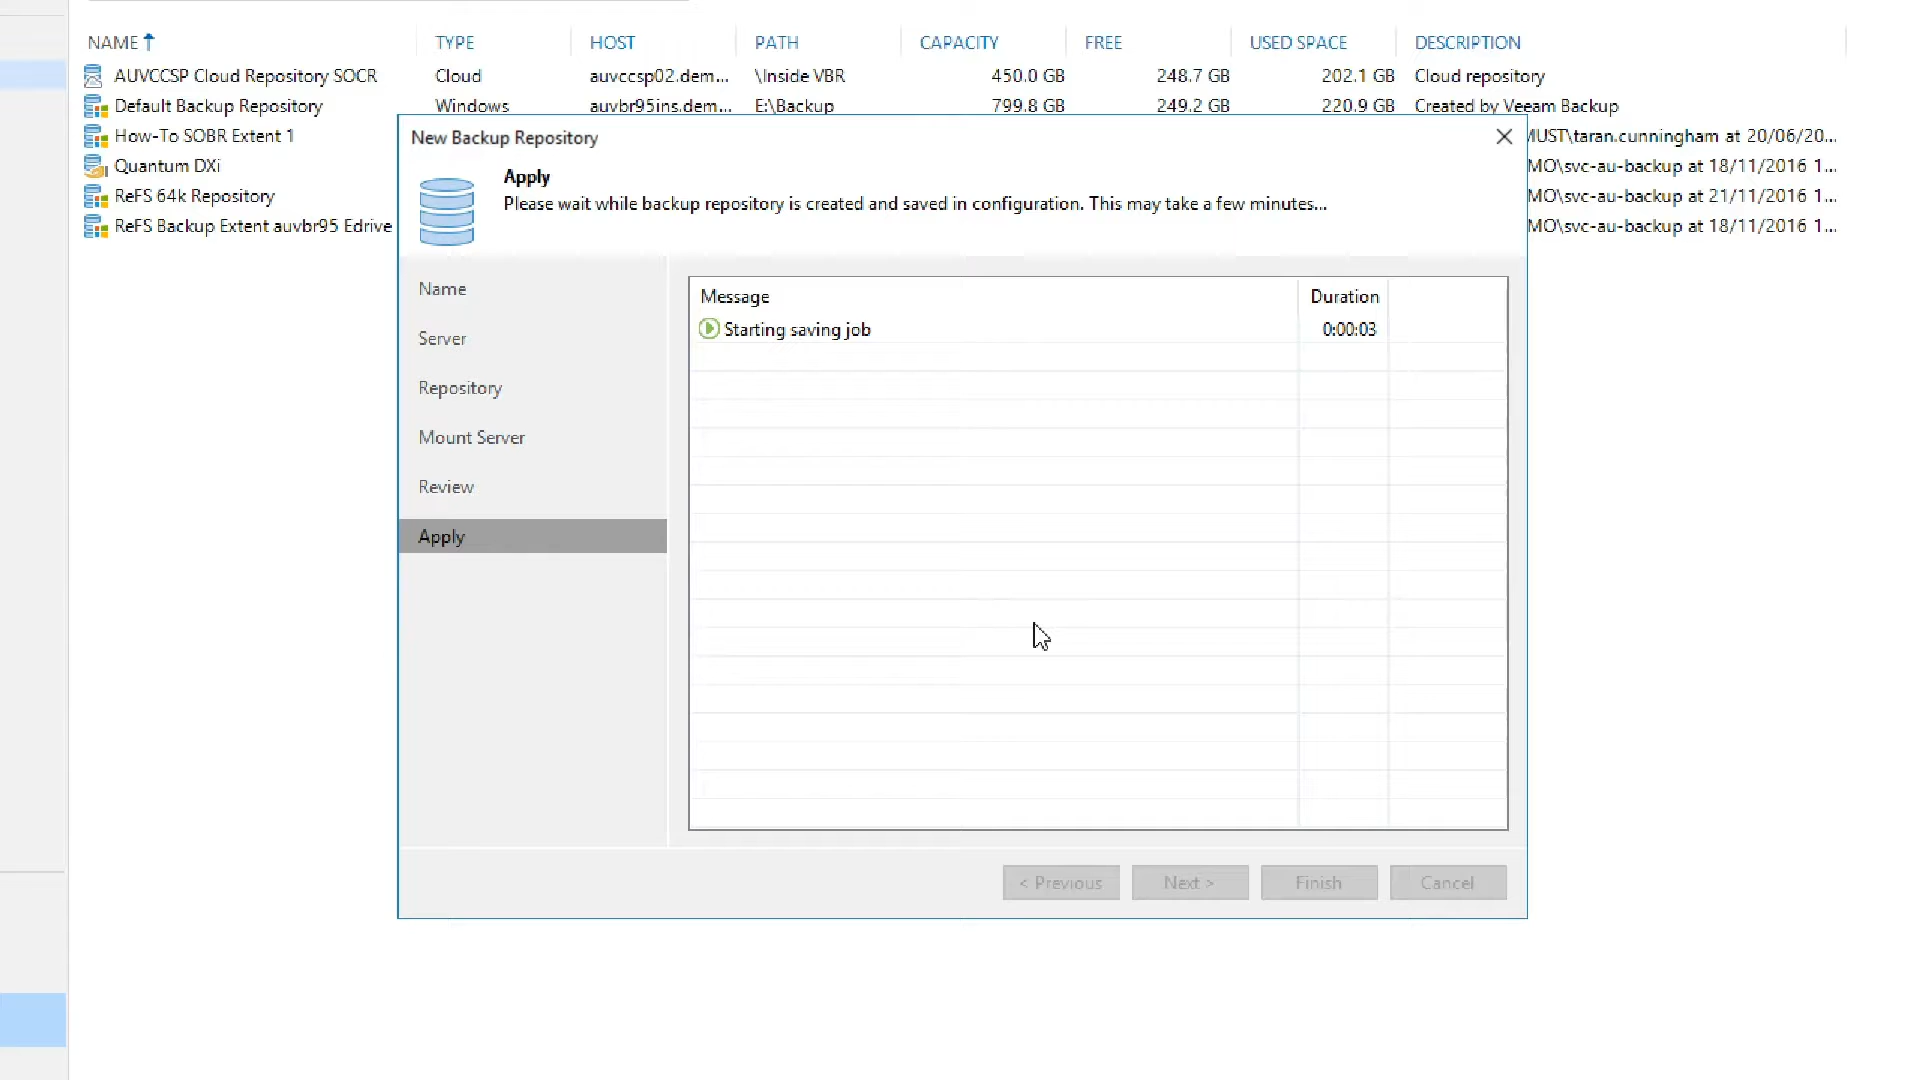 NAME TYPE HOST PATH CAPACITY FREE USED SPACE DESCRIPTION
AUVCCSP Cloud Repository SOCR Cloud auvccsp02.dem... \Inside VBR 450.0 GB 248.7 GB 202.1 GB Cloud repository
Default Backup Repository Windows auvbr95ins.dem... E:\Backup 799.8 GB 249.2 GB 220.9 GB Created by Veeam Backup
How-To SOBR Extent 1 MUST\taran.cunningham at 20/06/20...
Quantum DXi MO\svc-au-backup at 18/11/2016 1...
ReFS 64k Repository MO\svc-au-backup at 21/11/2016 1...
ReFS Backup Extent auvbr95 Edrive MO\svc-au-backup at 18/11/2016 1...
New Backup Repository
Apply
Please wait while backup repository is created and saved in configuration. This may take a few minutes...
Name
Server
Repository
Mount Server
Review
Apply
Message Duration
Starting saving job 0:00:03
< Previous Next > Finish Cancel